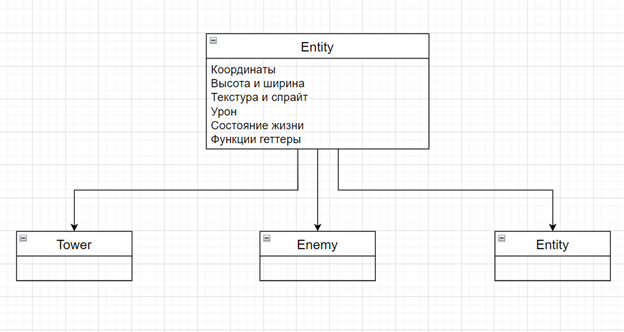 Entity
Координаты
Высота и ширина
Текстура и спрайт
Урон
Состояние жизни
Функции геттеры
Tower
Enemy
Entity